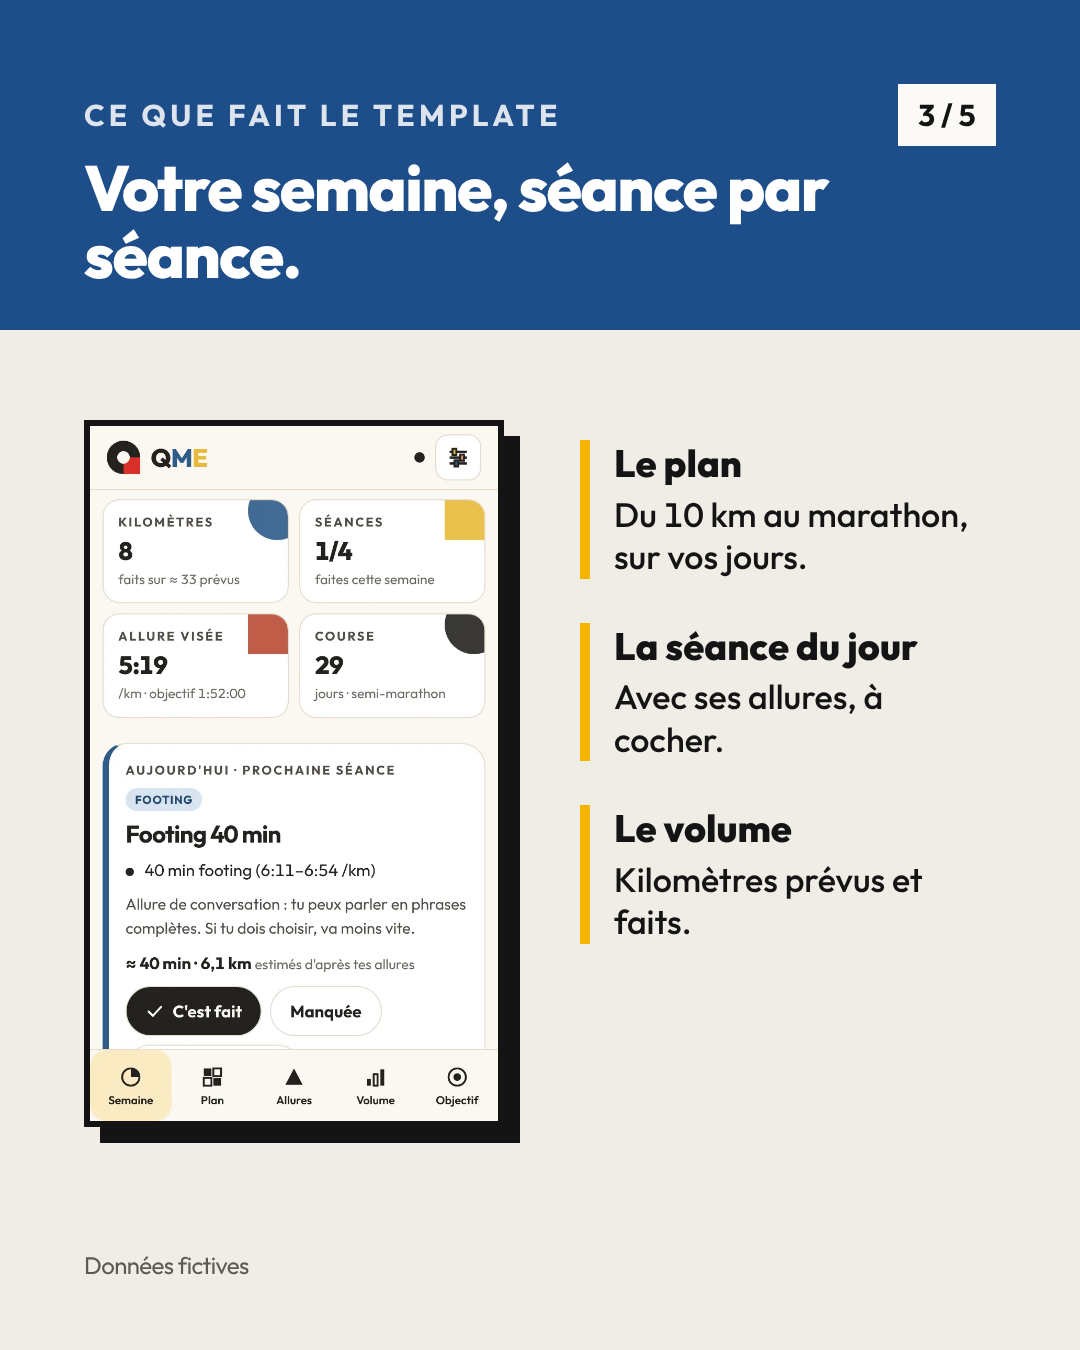 CE QUE FAIT LE TEMPLATE
3 / 5
Votre semaine, séance par
séance.
QME
KILOMÈTRES
8
faits sur ≈ 33 prévus
SÉANCES
1/4
faites cette semaine
ALLURE VISÉE
5:19
/km · objectif 1:52:00
COURSE
29
jours · semi-marathon
AUJOURD'HUI · PROCHAINE SÉANCE
FOOTING
Footing 40 min
● 40 min footing (6:11–6:54 /km)
Allure de conversation : tu peux parler en phrases
complètes. Si tu dois choisir, va moins vite.
≈ 40 min · 6,1 km estimés d'après tes allures
✓ C'est fait
Manquée
Semaine
Plan
Allures
Volume
Objectif
Le plan
Du 10 km au marathon,
sur vos jours.
La séance du jour
Avec ses allures, à
cocher.
Le volume
Kilomètres prévus et
faits.
Données fictives